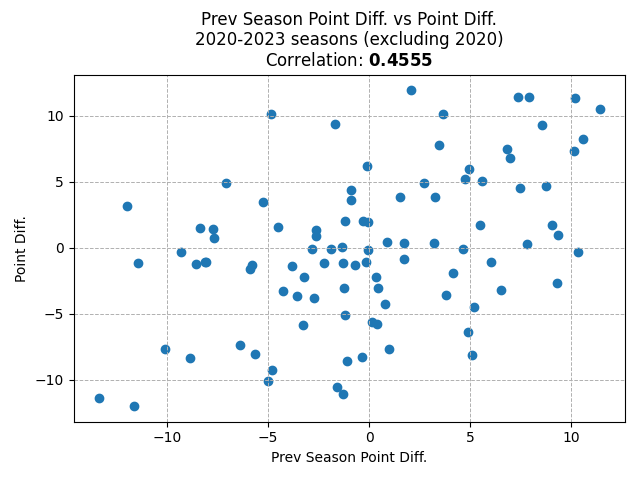 Prev Season Point Diff. vs Point Diff.
2020-2023 seasons (excluding 2020)
Correlation: 0.4555
Point Diff.
10
5
0
−5
−10
−10 −5 0 5 10
Prev Season Point Diff.